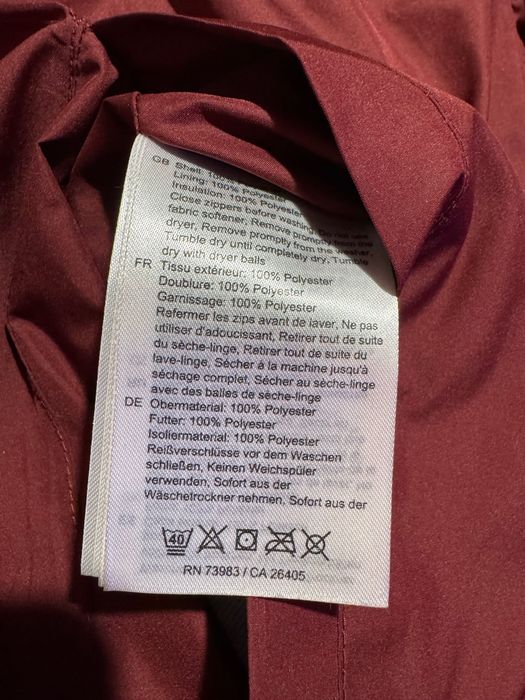 GB Shell: 100%
Lining: 100% Polyester
Insulation: 100% Polyester
Close zippers before washing, Do not use
fabric softener, Remove promptly from the
dryer, Remove promptly from the washer,
Tumble dry until completely dry, Tumble
dry with dryer balls
FR Tissu extérieur: 100% Polyester
Doublure: 100% Polyester
Garnissage: 100% Polyester
Refermer les zips avant de laver, Ne pas
utiliser d'adoucissant, Retirer tout de suite
du sèche-linge, Retirer tout de suite du
lave-linge, Sécher à la machine jusqu'à
séchage complet, Sécher au sèche-linge
avec des balles de sèche-linge
DE Obermaterial: 100% Polyester
Futter: 100% Polyester
Isoliermaterial: 100% Polyester
Reißverschlüsse vor dem Waschen
schließen, Keinen Weichspüler
verwenden, Sofort aus der
Wäschetrockner nehmen, Sofort aus der
40
RN 73983 / CA 26405